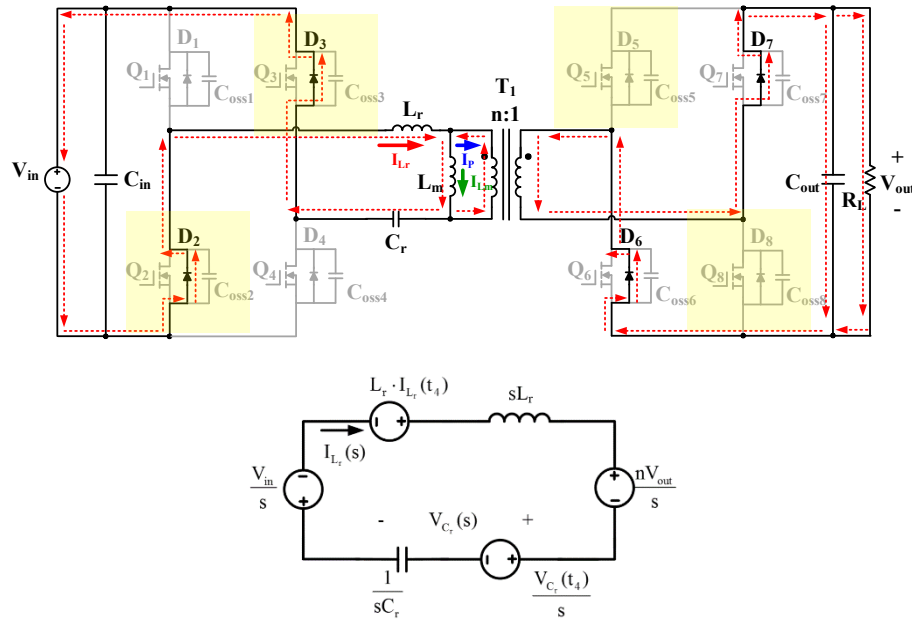 D1 D3 D5 D7
Q1 Q3 Q5 Q7
Coss1 Coss3 T1 Coss5 Coss7
n:1
Lr
ILr IP
Vin Cin Lm ILm Cout RL + Vout -
Cr
D2 D4 D6 D8
Q2 Q4 Q6 Q8
Coss2 Coss4 Coss6 Coss8
Lr · ILr(t4) sLr
ILr(s)
Vin/s nVout/s
- VCr(s) +
1/sCr VCr(t4)/s